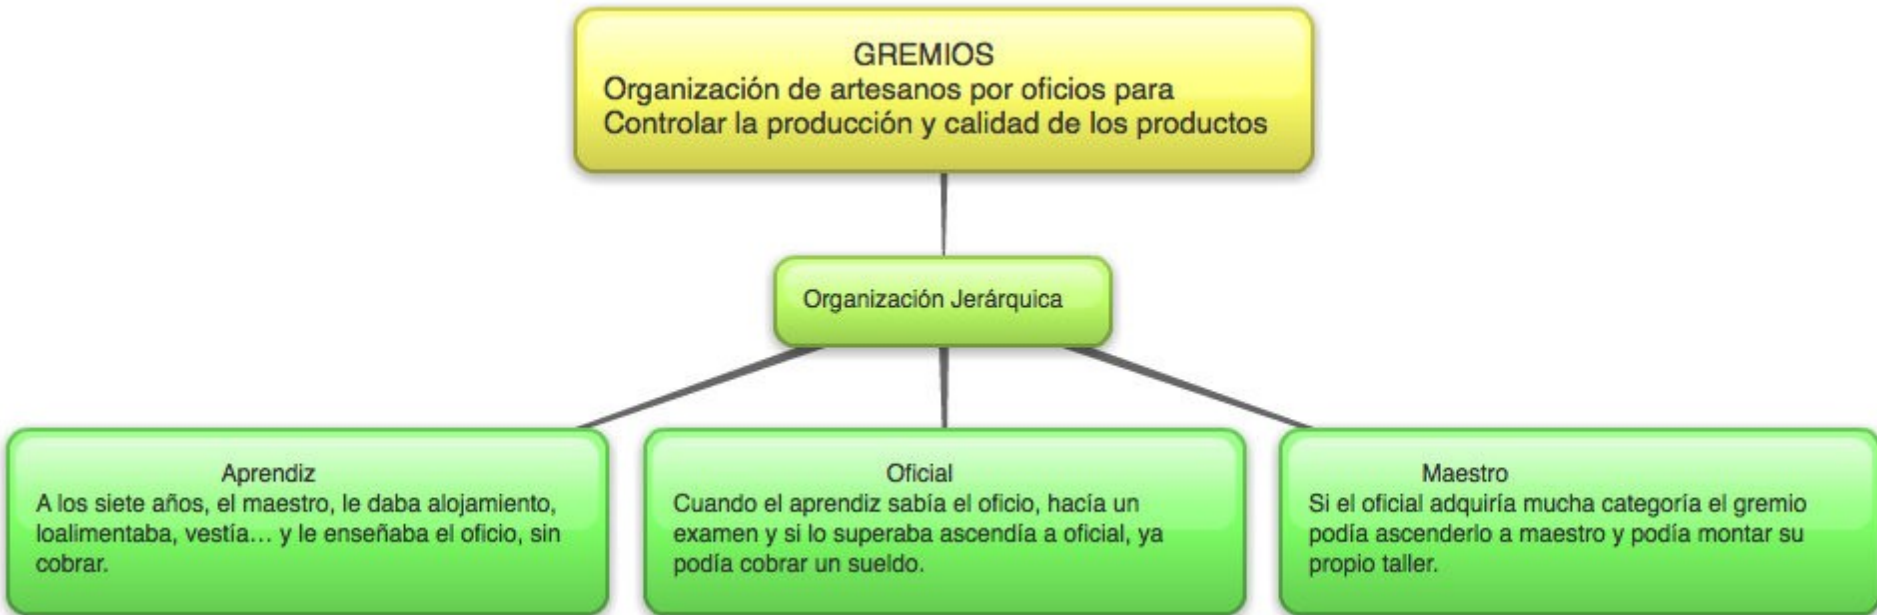 GREMIOS
Organización de artesanos por oficios para
Controlar la producción y calidad de los productos
Organización Jerárquica
Aprendiz
A los siete años, el maestro, le daba alojamiento,
loalimentaba, vestía... y le enseñaba el oficio, sin
cobrar.
Oficial
Cuando el aprendiz sabía el oficio, hacía un
examen y si lo superaba ascendía a oficial, ya
podía cobrar un sueldo.
Maestro
Si el oficial adquiría mucha categoría el gremio
podía ascenderlo a maestro y podía montar su
propio taller.